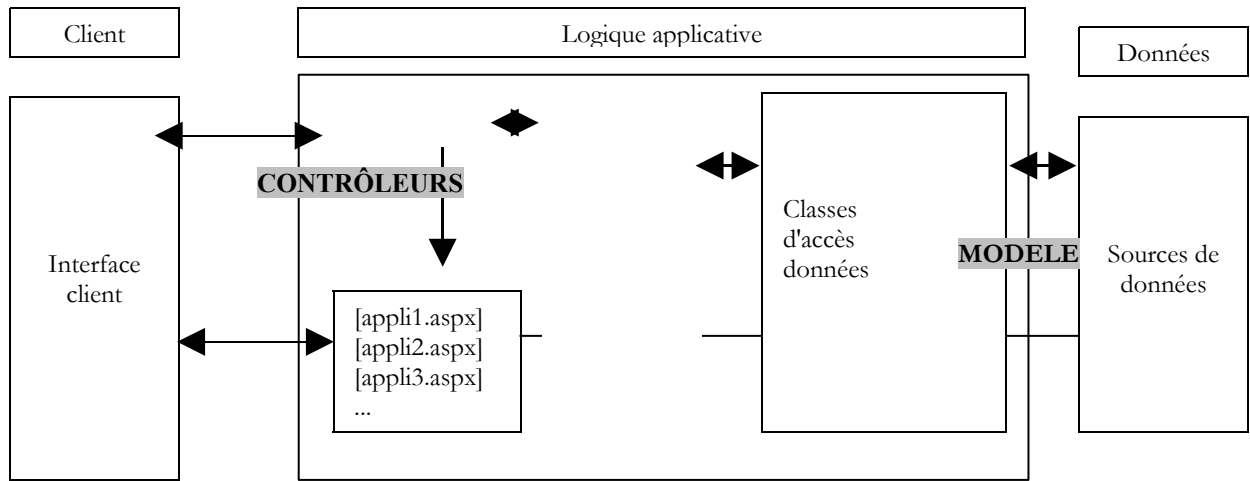 Client
Logique applicative
Données
CONTRÔLEURS
Interface
client
[appli1.aspx]
[appli2.aspx]
[appli3.aspx]
...
Classes
d'accès
données
MODELE
Sources de
données